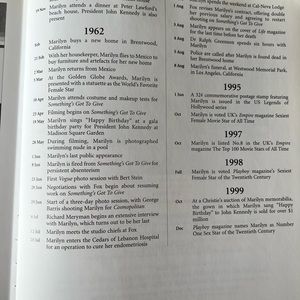 19 Nov Marilyn attends a dinner at Peter Lawford's
beach house, President John Kennedy is also
present
1962
Feb Marilyn buys a new home in Brentwood,
California
With her housekeeper, Marilyn flies to Mexico to
buy furniture and artefacts for her new home
Marilyn returns from Mexico
At the Golden Globe Awards, Marilyn is
presented with a statuette as the World's Favorite
Female Star
10 Apr Marilyn attends costume and makeup tests for
Something's Got To Give
Filming begins on Something's Got To Give
19 May Marilyn sings "Happy Birthday" at a gala
birthday party for President John Kennedy at
Madison Square Garden
During filming, Marilyn is photographed
swimming nude in a pool
1 Jun Marilyn's last public appearance
Marilyn is fired from Something's Got To Give for
persistent absenteeism
First Vogue photo session with Bert Stern
Negotiations with Fox begin about resuming
work on Something's Got To Give
Start of a three-day photo session, with George
Barris shooting Marilyn for Cosmopolitan
Richard Meryman begins an extensive interview
with Marilyn, which turns out to be her last
Marilyn meets the studio chiefs at Fox
Marilyn enters the Cedars of Lebanon Hospital
for an operation to cure her endometriosis
weekend at Cal-Neva Lodge
1 Aug Fox revises Marilyn's contract, nearly doubling
previous salary and agreeing to restart
shooting on Something's Got To Give
Marilyn appears on the cover of Life magazine
for the last time before her death
4 Aug Dr Ralph Greenson spends six hours with
Marilyn
Police are called after Marilyn is found dead in
her Brentwood home
8 Aug Marilyn's funeral, at Westwood Memorial Park,
in Los Angeles, California
1995
1 Jun A 32¢ commemorative postage stamp featuring
Marilyn is issued in the US Legends of
Hollywood series
Oct Marilyn is voted UK's Empire magazine Sexiest
Female Movie Star of All Time
1997
Oct Marilyn is listed No.8 in the UK's Empire
magazine The Top 100 Movie Stars of All Time
1998
Marilyn is voted Playboy magazine's Sexiest
Female Star of the Twentieth Century
1999
Oct At a Christie's auction of Marilyn memorabilia,
the gown in which Marilyn sang "Happy
Birthday" to John Kennedy is sold for over $1
million
Dec Playboy magazine names Marilyn as Number
One Sex Star of the Twentieth Century